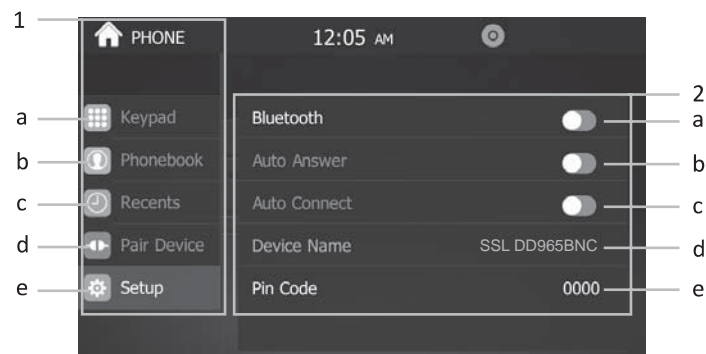 1
PHONE 12:05 AM
2
a Keypad Bluetooth a
b Phonebook Auto Answer b
c Recents Auto Connect c
d Pair Device Device Name SSL DD965BNC d
e Setup Pin Code 0000 e